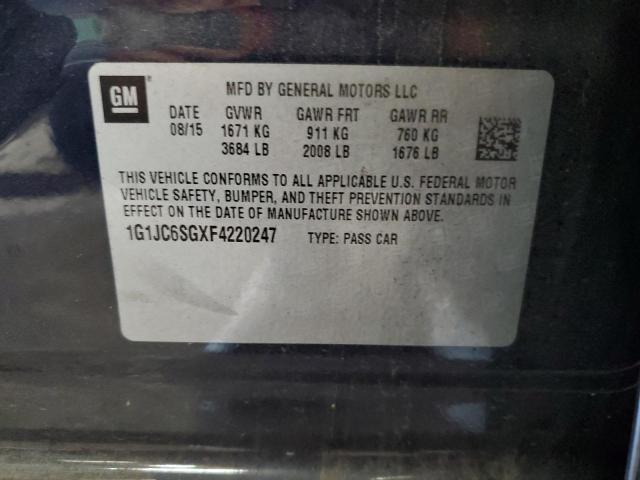 GM
MFD BY GENERAL MOTORS LLC
DATE GVWR GAWR FRT GAWR RR
08/15 1671 KG 911 KG 760 KG
3684 LB 2008 LB 1676 LB
THIS VEHICLE CONFORMS TO ALL APPLICABLE U.S. FEDERAL MOTOR
VEHICLE SAFETY, BUMPER, AND THEFT PREVENTION STANDARDS IN
EFFECT ON THE DATE OF MANUFACTURE SHOWN ABOVE.
1G1JC6SGXF4220247 TYPE: PASS CAR